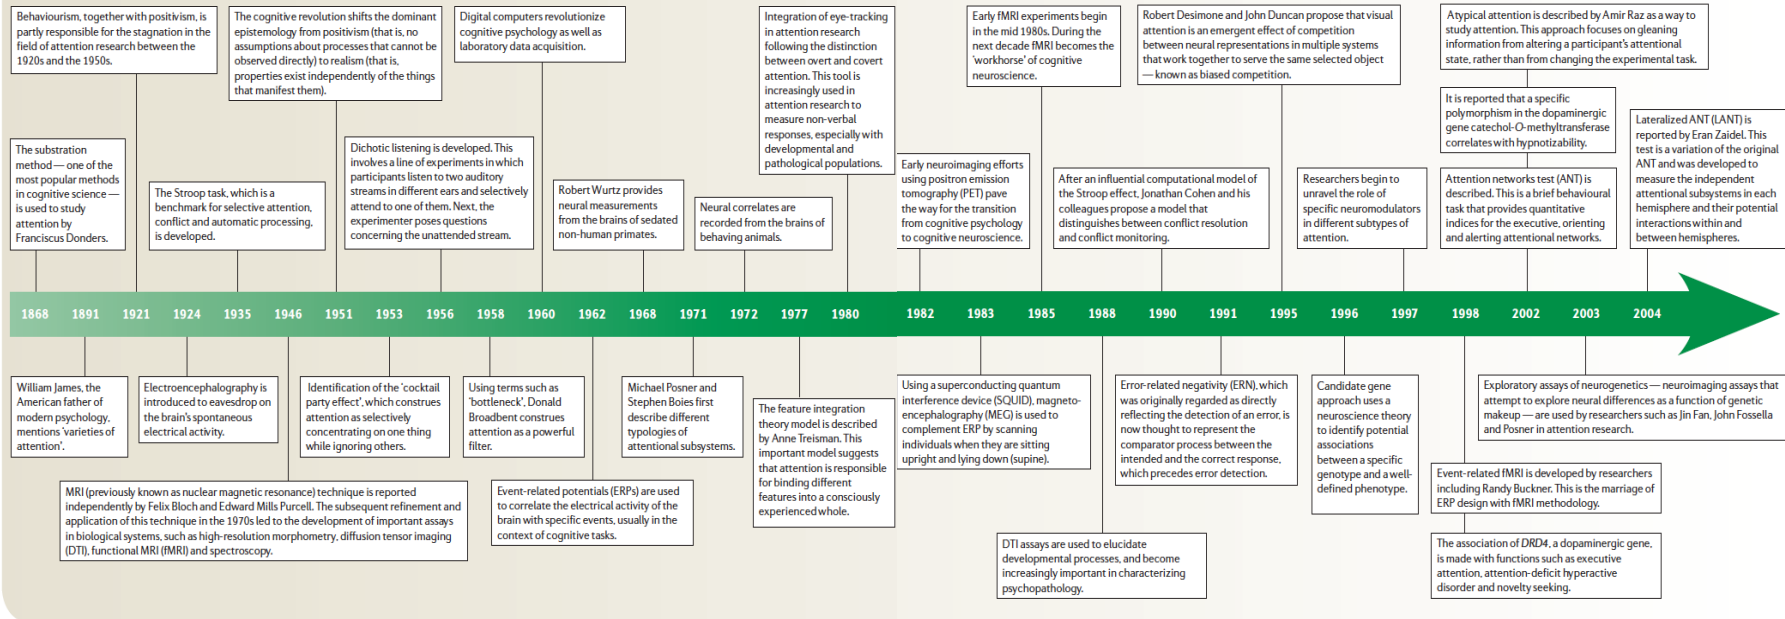 Behaviourism, together with positivism, is
partly responsible for the stagnation in the
field of attention research between the
1920s and the 1950s.
The cognitive revolution shifts the dominant
epistemology from positivism (that is, no
assumptions about processes that cannot be
observed directly) to realism (that is,
properties exist independently of the things
that manifest them).
Digital computers revolutionize
cognitive psychology as well as
laboratory data acquisition.
Integration of eye-tracking
in attention research
following the distinction
between overt and covert
attention. This tool is
increasingly used in
attention research to
measure non-verbal
responses, especially with
developmental and
pathological populations.
Early fMRI experiments begin
in the mid 1980s. During the
next decade fMRI becomes the
'workhorse' of cognitive
neuroscience.
Robert Desimone and John Duncan propose that visual
attention is an emergent effect of competition
between neural representations in multiple systems
that work together to serve the same selected object
— known as biased competition.
Atypical attention is described by Amir Raz as a way to
study attention. This approach focuses on gleaning
information from altering a participant's attentional
state, rather than from changing the experimental task.
It is reported that a specific
polymorphism in the dopaminergic
gene catechol-O-methyltransferase
correlates with hypnotizability.
Lateralized ANT (LANT) is
reported by Eran Zaidel. This
test is a variation of the original
ANT and was developed to
measure the independent
attentional subsystems in each
hemisphere and their potential
interactions within and
between hemispheres.
The substration
method — one of the
most popular methods
in cognitive science —
is used to study
attention by
Franciscus Donders.
The Stroop task, which is a
benchmark for selective attention,
conflict and automatic processing,
is developed.
Dichotic listening is developed. This
involves a line of experiments in which
participants listen to two auditory
streams in different ears and selectively
attend to one of them. Next, the
experimenter poses questions
concerning the unattended stream.
Robert Wurtz provides
neural measurements
from the brains of sedated
non-human primates.
Neural correlates are
recorded from the brains of
behaving animals.
Early neuroimaging efforts
using positron emission
tomography (PET) pave
the way for the transition
from cognitive psychology
to cognitive neuroscience.
After an influential computational model of
the Stroop effect, Jonathan Cohen and his
colleagues propose a model that
distinguishes between conflict resolution
and conflict monitoring.
Researchers begin to
unravel the role of
specific neuromodulators
in different subtypes of
attention.
Attention networks test (ANT) is
described. This is a brief behavioural
task that provides quantitative
indices for the executive, orienting
and alerting attentional networks.
1868 1891 1921 1924 1935 1946 1951 1953 1956 1958 1960 1962 1968 1971 1972 1977 1980 1982 1983 1985 1988 1990 1991 1995 1996 1997 1998 2002 2003 2004
William James, the
American father of
modern psychology,
mentions 'varieties of
attention'.
Electroencephalography is
introduced to eavesdrop on
the brain's spontaneous
electrical activity.
Identification of the 'cocktail
party effect', which construes
attention as selectively
concentrating on one thing
while ignoring others.
Using terms such as
'bottleneck', Donald
Broadbent construes
attention as a powerful
filter.
Michael Posner and
Stephen Boies first
describe different
typologies of
attentional subsystems.
The feature integration
theory model is described
by Anne Treisman. This
important model suggests
that attention is responsible
for binding different
features into a consciously
experienced whole.
Using a superconducting quantum
interference device (SQUID), magneto-
encephalography (MEG) is used to
complement ERP by scanning
individuals when they are sitting
upright and lying down (supine).
Error-related negativity (ERN), which
was originally regarded as directly
reflecting the detection of an error, is
now thought to represent the
comparator process between the
intended and the correct response,
which precedes error detection.
Candidate gene
approach uses a
neuroscience theory
to identify potential
associations
between a specific
genotype and a well-
defined phenotype.
Exploratory assays of neurogenetics — neuroimaging assays that
attempt to explore neural differences as a function of genetic
makeup — are used by researchers such as Jin Fan, John Fossella
and Posner in attention research.
MRI (previously known as nuclear magnetic resonance) technique is reported
independently by Felix Bloch and Edward Mills Purcell. The subsequent refinement and
application of this technique in the 1970s led to the development of important assays
in biological systems, such as high-resolution morphometry, diffusion tensor imaging
(DTI), functional MRI (fMRI) and spectroscopy.
Event-related potentials (ERPs) are used
to correlate the electrical activity of the
brain with specific events, usually in the
context of cognitive tasks.
Event-related fMRI is developed by researchers
including Randy Buckner. This is the marriage of
ERP design with fMRI methodology.
DTI assays are used to elucidate
developmental processes, and become
increasingly important in characterizing
psychopathology.
The association of DRD4, a dopaminergic gene,
is made with functions such as executive
attention, attention-deficit hyperactive
disorder and novelty seeking.